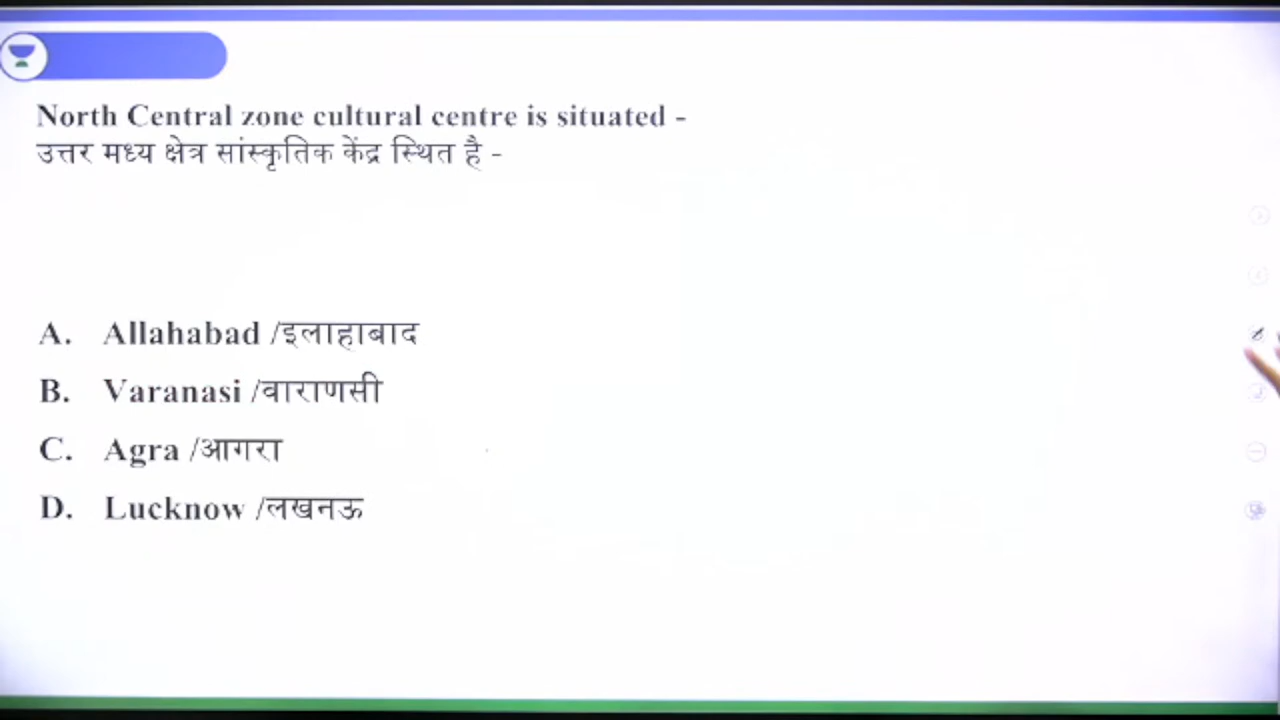 North Central zone cultural centre is situated -
उत्तर मध्य क्षेत्र सांस्कृतिक केंद्र स्थित है -
A. Allahabad /इलाहाबाद
B. Varanasi /वाराणसी
C. Agra /आगरा
D. Lucknow /लखनऊ